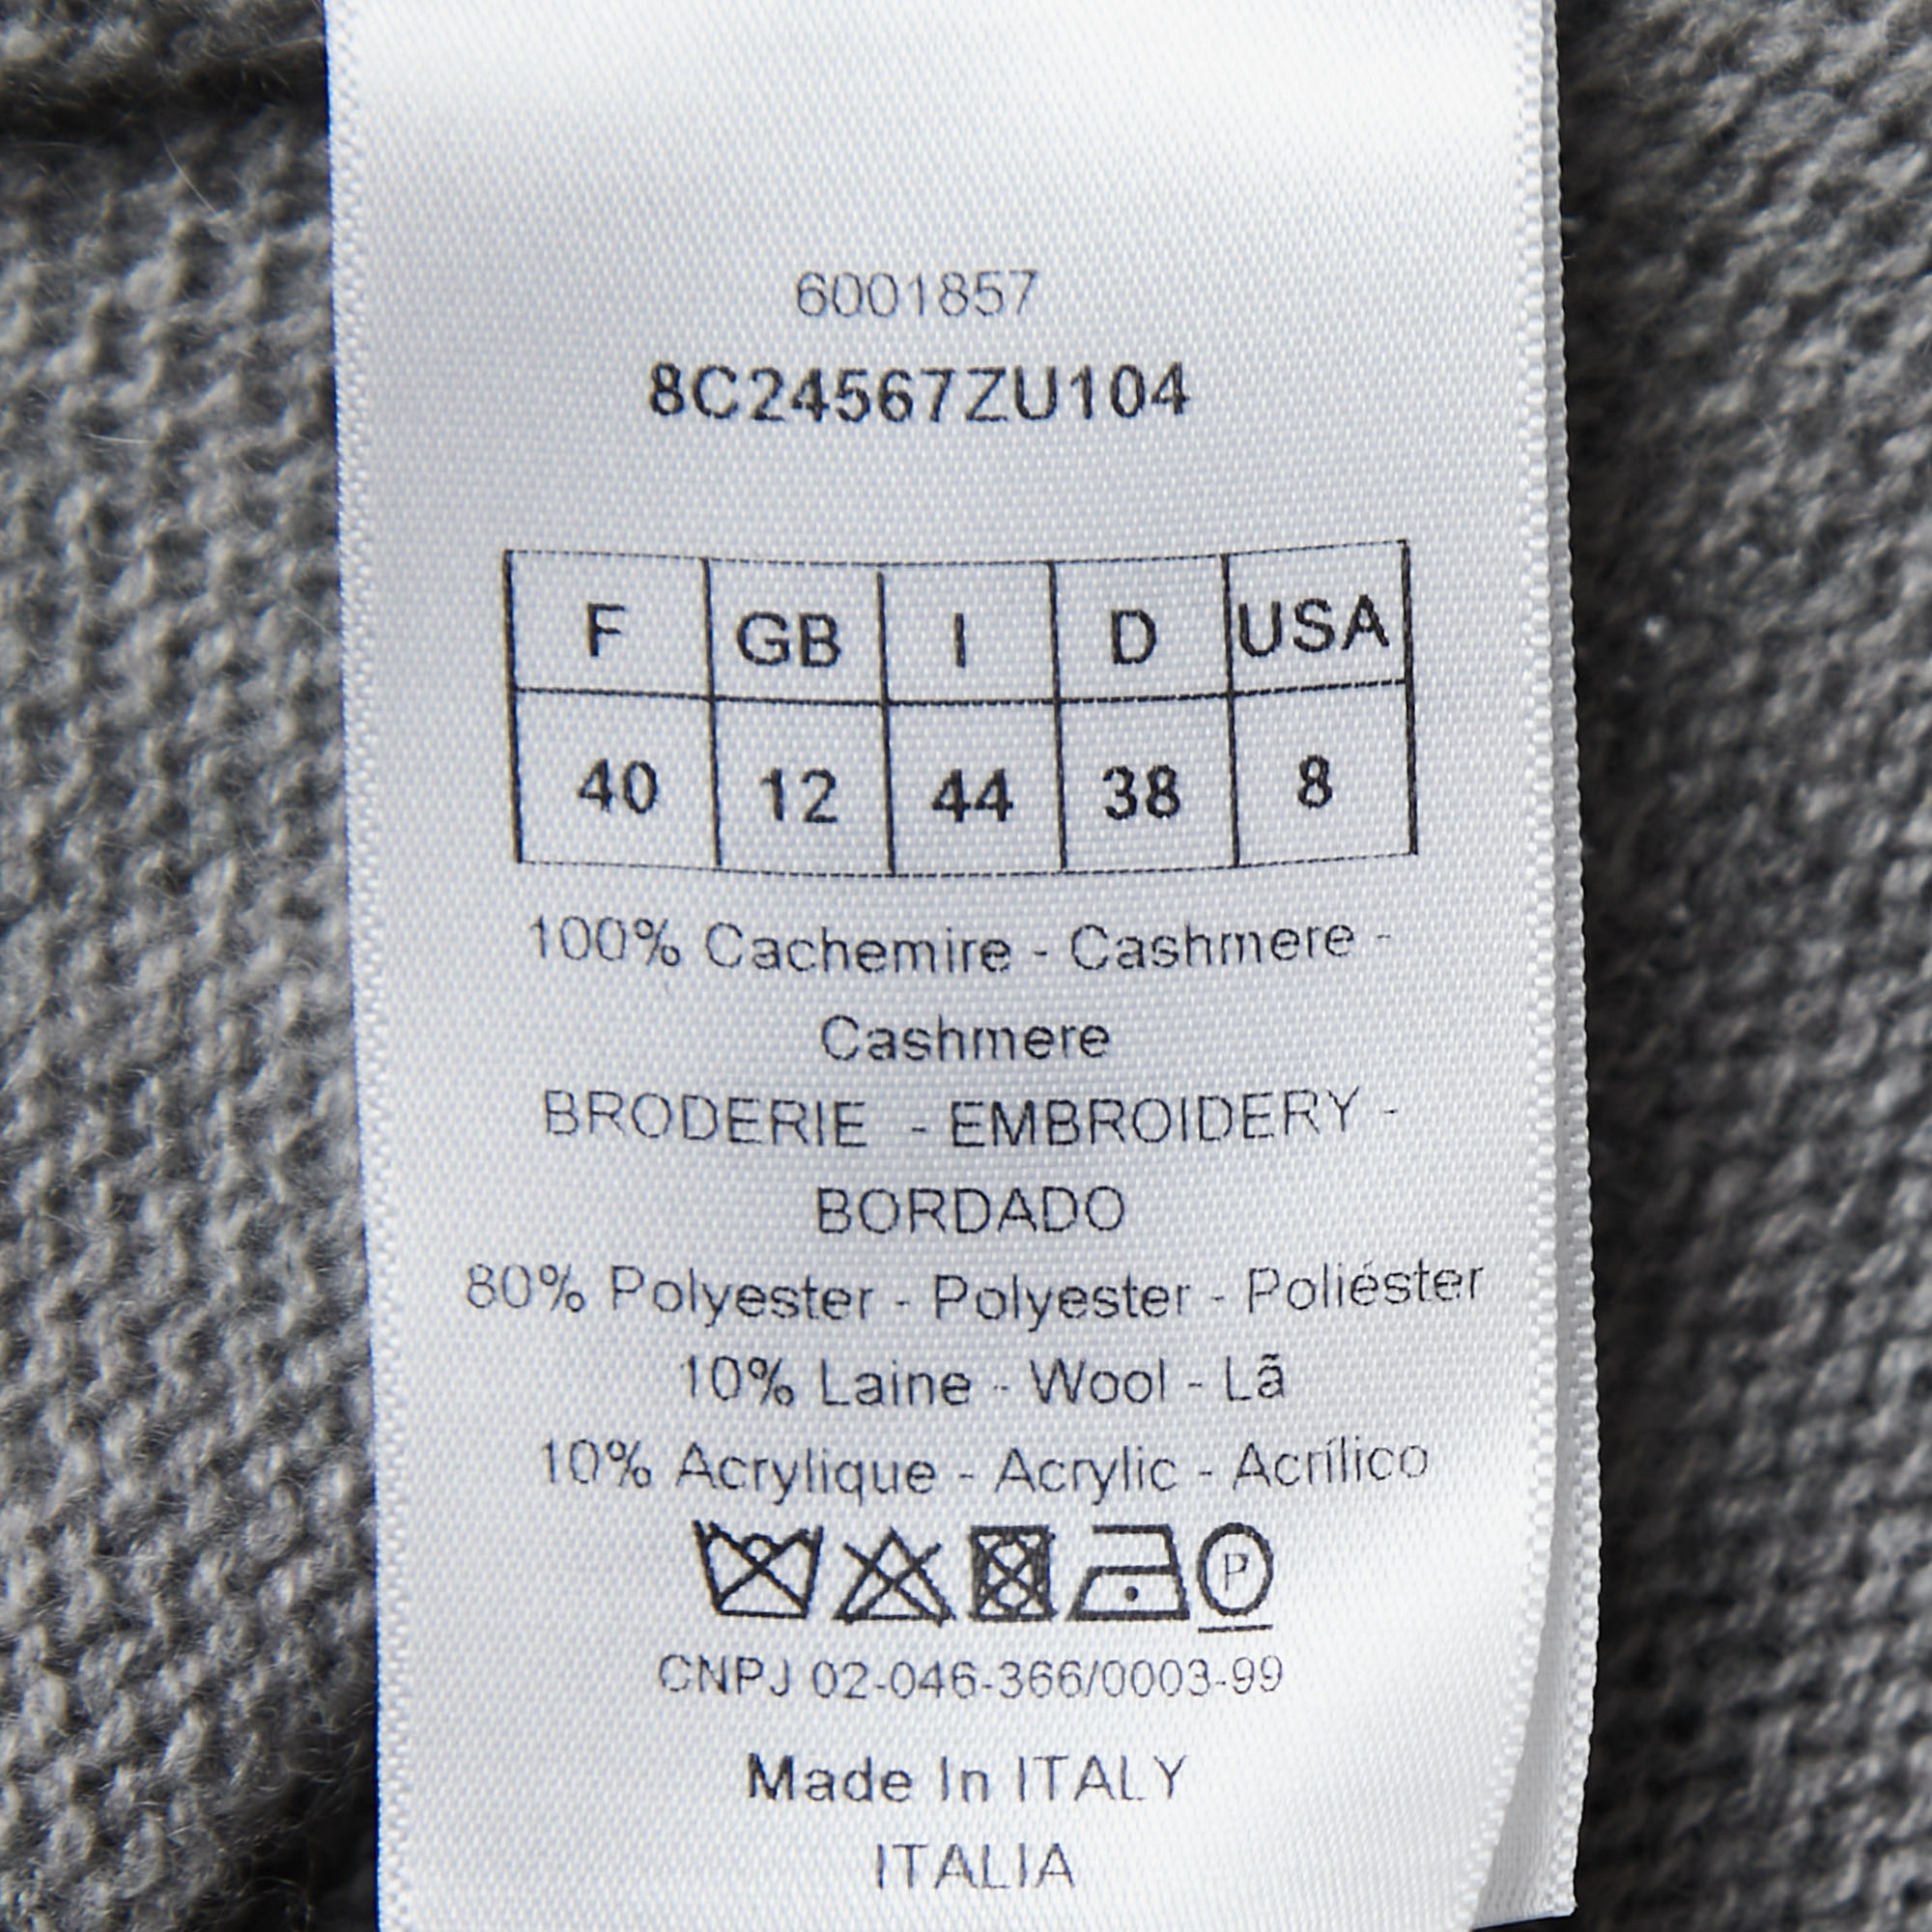 6001857
8C24567ZU104
F GB I D USA
40 12 44 38 8
100% Cachemire - Cashmere -
Cashmere
BRODERIE - EMBROIDERY -
BORDADO
80% Polyester - Polyester - Poliéster
10% Laine - Wool - Lã
10% Acrylique - Acrylic - Acrílico
P
CNPJ 02-046-366/0003-99
Made In ITALY
ITALIA